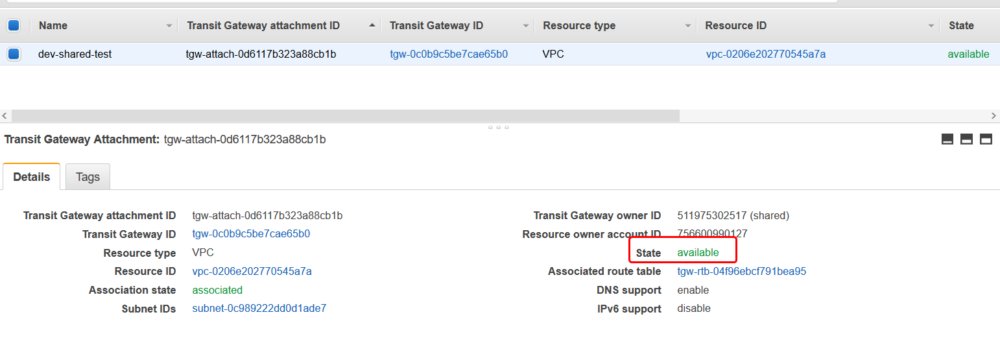 Name Transit Gateway attachment ID Transit Gateway ID Resource type Resource ID State
dev-shared-test tgw-attach-0d6117b323a88cb1b tgw-0c0b9c5be7cae65b0 VPC vpc-0206e202770545a7a available
Transit Gateway Attachment: tgw-attach-0d6117b323a88cb1b
Details Tags
Transit Gateway attachment ID tgw-attach-0d6117b323a88cb1b Transit Gateway owner ID 511975302517 (shared)
Transit Gateway ID tgw-0c0b9c5be7cae65b0 Resource owner account ID 756600990127
Resource type VPC State available
Resource ID vpc-0206e202770545a7a Associated route table tgw-rtb-04f96ebcf791bea95
Association state associated DNS support enable
Subnet IDs subnet-0c989222dd0d1ade7 IPv6 support disable